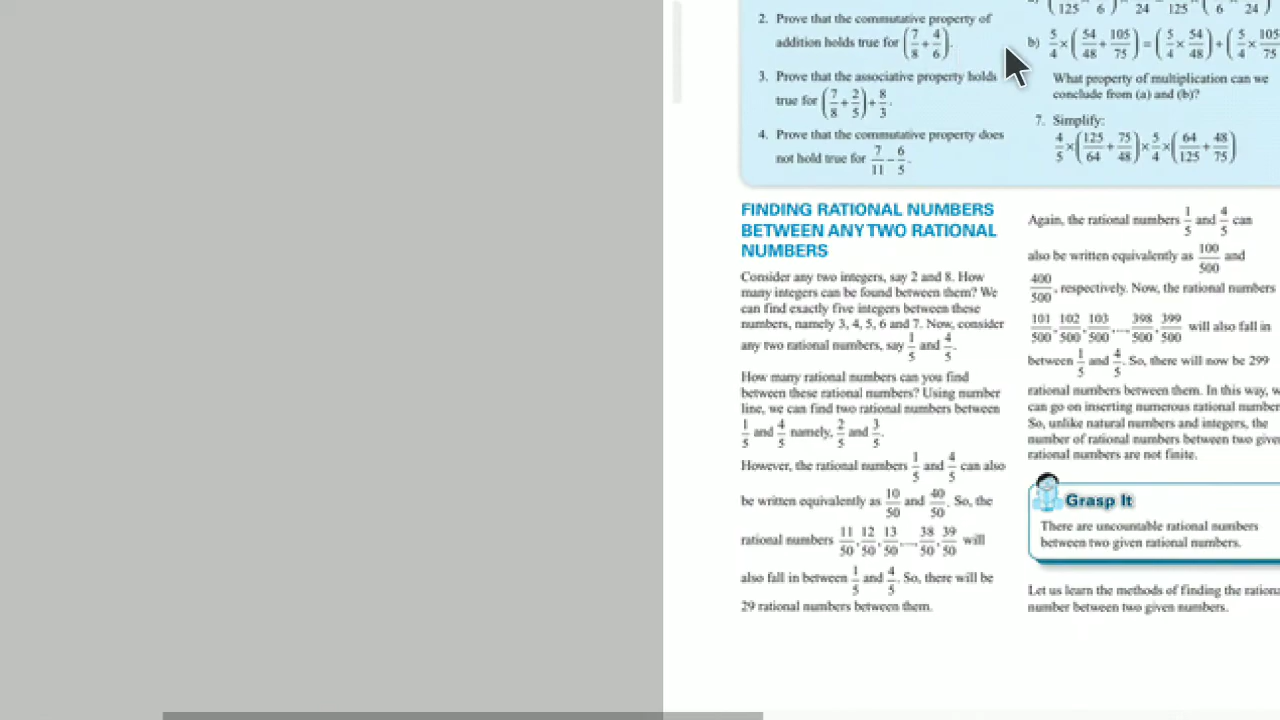 2. Prove that the commutative property of
addition holds true for (7/8 + 4/6).
3. Prove that the associative property holds
true for (7/8 + 2/5) + 8/3.
4. Prove that the commutative property does
not hold true for 7/11 − 6/5.
FINDING RATIONAL NUMBERS
BETWEEN ANY TWO RATIONAL
NUMBERS
Consider any two integers, say 2 and 8. How
many integers can be found between them? We
can find exactly five integers between these
numbers, namely 3, 4, 5, 6 and 7. Now, consider
any two rational numbers, say 1/5 and 4/5.
How many rational numbers can you find
between these rational numbers? Using number
line, we can find two rational numbers between
1/5 and 4/5 namely, 2/5 and 3/5.
However, the rational numbers 1/5 and 4/5 can also
be written equivalently as 10/50 and 40/50. So, the
rational numbers 11/50, 12/50, 13/50, ..., 38/50, 39/50 will
also fall in between 1/5 and 4/5. So, there will be
29 rational numbers between them.
125 6 24 125 6 24
b) 5/4 × (54/48 + 105/75) = (5/4 × 54/48) + (5/4 × 105/75
What property of multiplication can we
conclude from (a) and (b)?
7. Simplify:
4/5 × (125/64 + 75/48) × 5/4 × (64/125 + 48/75)
Again, the rational numbers 1/5 and 4/5 can
also be written equivalently as 100/500 and
400/500, respectively. Now, the rational numbers
101/500, 102/500, 103/500, ..., 398/500, 399/500 will also fall in
between 1/5 and 4/5. So, there will now be 299
rational numbers between them. In this way, w
can go on inserting numerous rational number
So, unlike natural numbers and integers, the
number of rational numbers between two give
rational numbers are not finite.
Grasp It
There are uncountable rational numbers
between two given rational numbers.
Let us learn the methods of finding the rationa
number between two given numbers.